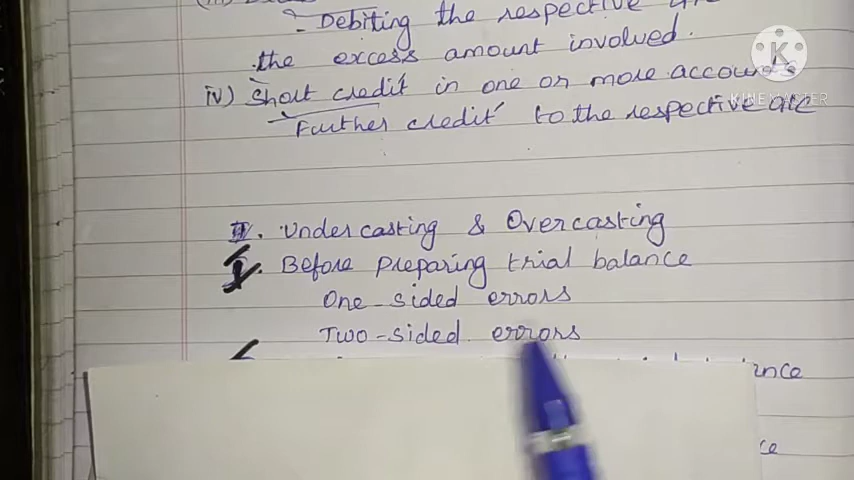 Debiting the respective
the excess amount involved.
iv) Short credit in one or more accounts
"Further credit" to the respective a/c
K
KINEMASTER
II. Undercasting & Overcasting
I. Before preparing trial balance
One-sided errors
Two-sided errors